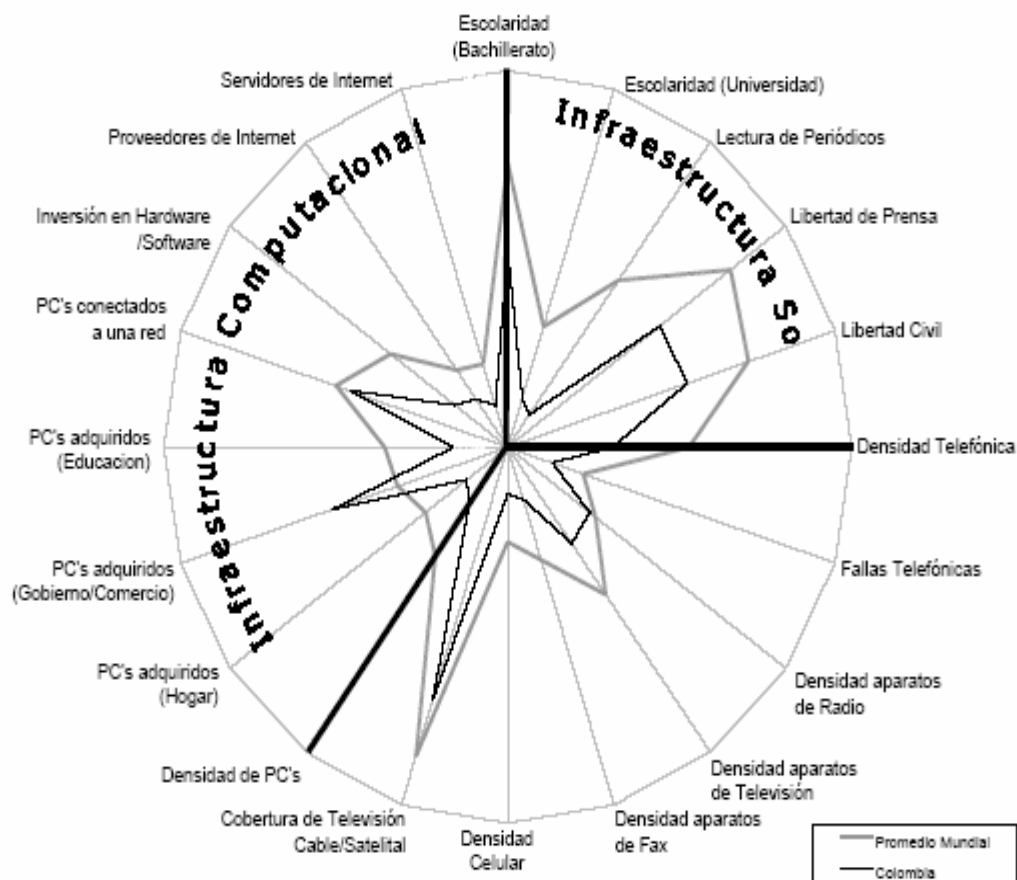 Escolaridad
(Bachillerato)
Escolaridad (Universidad)
Lectura de Periódicos
Libertad de Prensa
Libertad Civil
Densidad Telefónica
Fallas Telefónicas
Densidad aparatos
de Radio
Densidad aparatos
de Televisión
Densidad aparatos
de Fax
Densidad
Celular
Cobertura de Televisión
Cable/Satelital
Densidad de PC's
PC's adquiridos
(Hogar)
PC's adquiridos
(Gobierno/Comercio)
PC's adquiridos
(Educacion)
PC's conectados
a una red
Inversión en Hardware
/Software
Proveedores de Internet
Servidores de Internet
Infraestructura Computacional
Infraestructura So
Promedio Mundial
Colombia